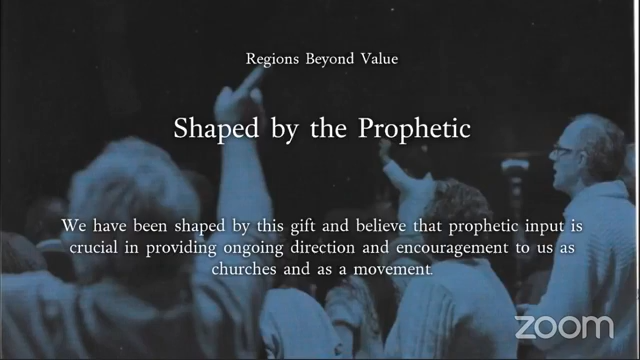 Regions Beyond Value
Shaped by the Prophetic
We have been shaped by this gift and believe that prophetic input is
crucial in providing ongoing direction and encouragement to us as
churches and as a movement.
zoom